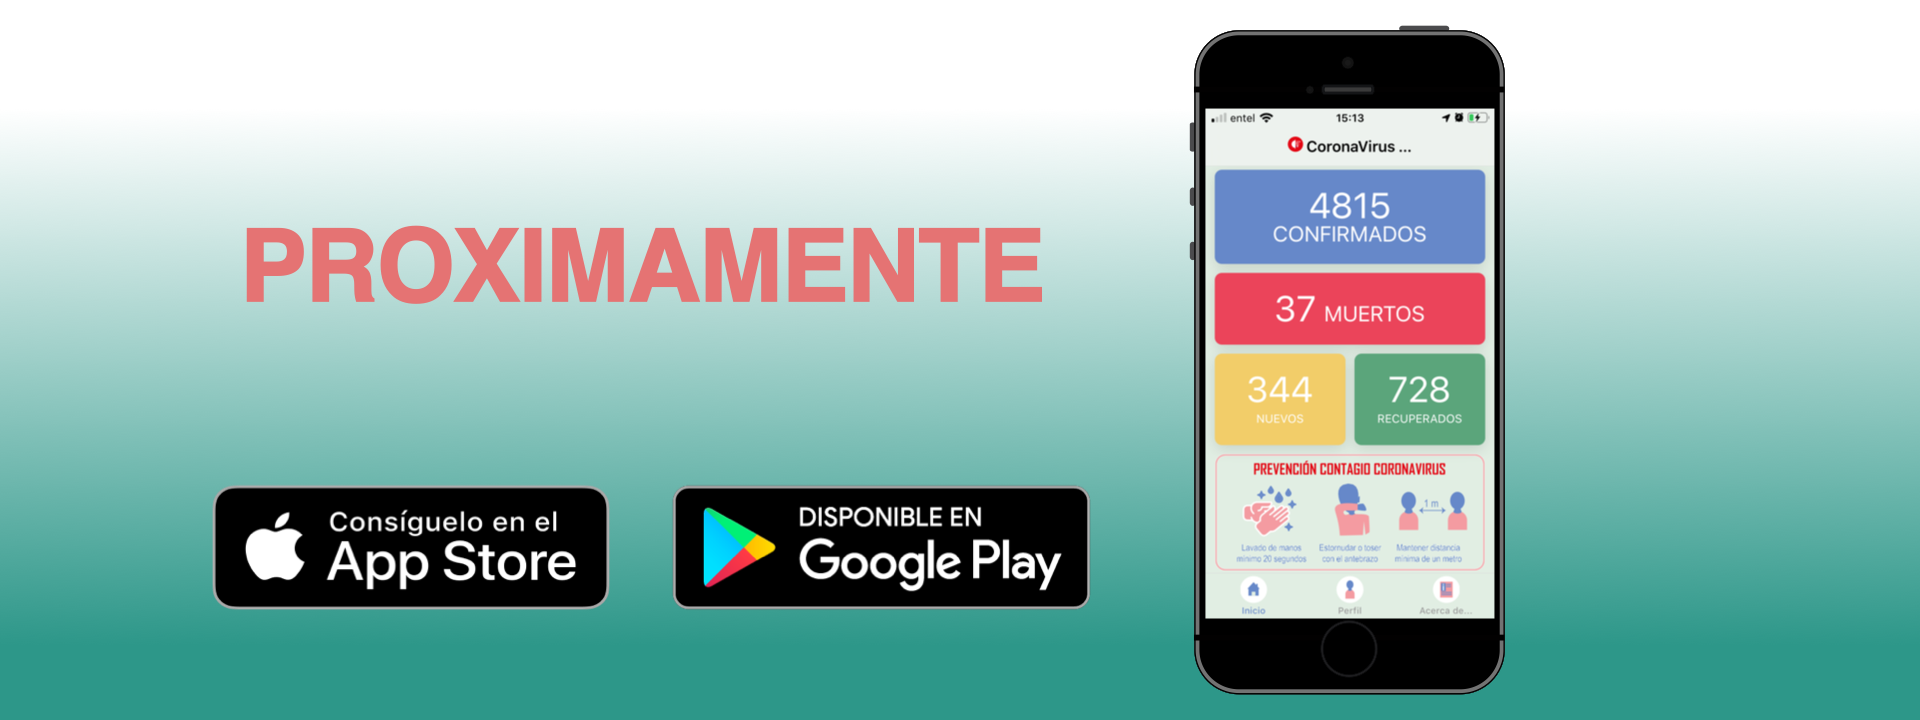 PROXIMAMENTE
Consíguelo en el
App Store
DISPONIBLE EN
Google Play
entel
15:13
CoronaVirus ...
4815
CONFIRMADOS
37 MUERTOS
344
NUEVOS
728
RECUPERADOS
PREVENCIÓN CONTAGIO CORONAVIRUS
1 m
Lavado de manos
mínimo 20 segundos
Estornudar o toser
con el antebrazo
Mantener distancia
mínima de un metro
Inicio
Perfil
Acerca de...